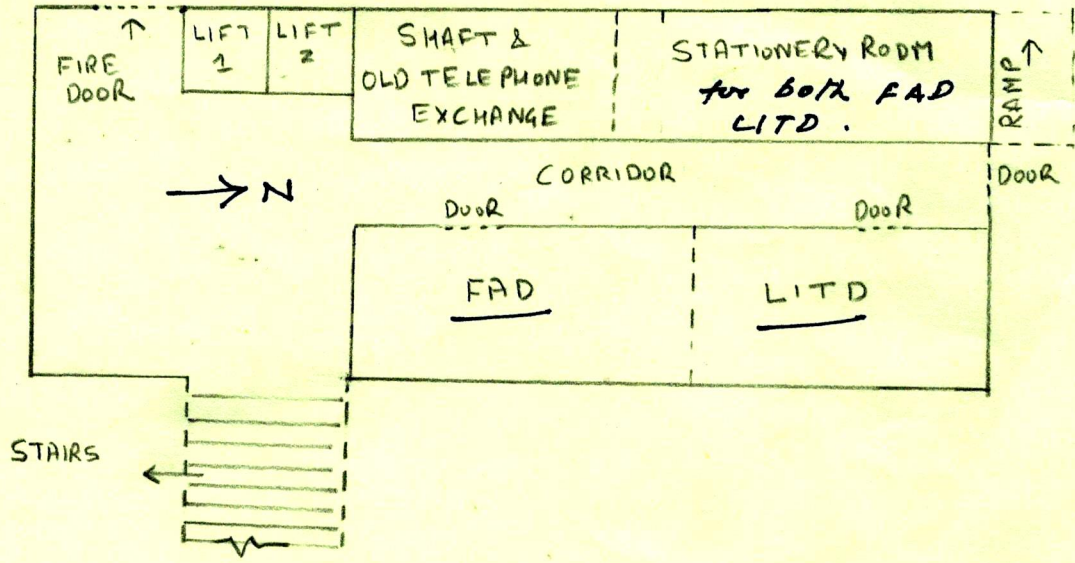 FIRE
DOOR
LIFT
1
LIFT
2
SHAFT &
OLD TELEPHONE
EXCHANGE
STATIONERY ROOM
for both FAD
LITD.
RAMP
CORRIDOR
DOOR
N
DOOR
DOOR
FAD
LITD
STAIRS